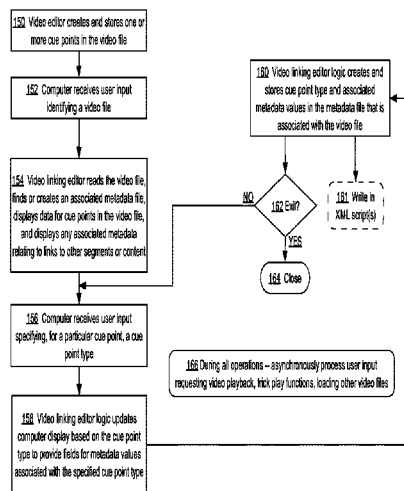 150 Video editor creates and stores one or
more cue points in the video file
152 Computer receives user input
identifying a video file
154 Video linking editor reads the video file,
finds or creates an associated metadata file,
displays data for cue points in the video file,
and displays any associated metadata
relating to links to other segments or content
156 Computer receives user input
specifying, for a particular cue point, a cue
point type
158 Video linking editor logic updates
computer display based on the cue point
type to provide fields for metadata values
associated with the specified cue point type
160 Video linking editor logic creates and
stores cue point type and associated
metadata values in the metadata file that is
associated with the video file
NO
162 Exit?
YES
161 Write in
XML script(s)
164 Close
166 During all operations -- asynchronously process user input
requesting video playback, trick play functions, loading other video files